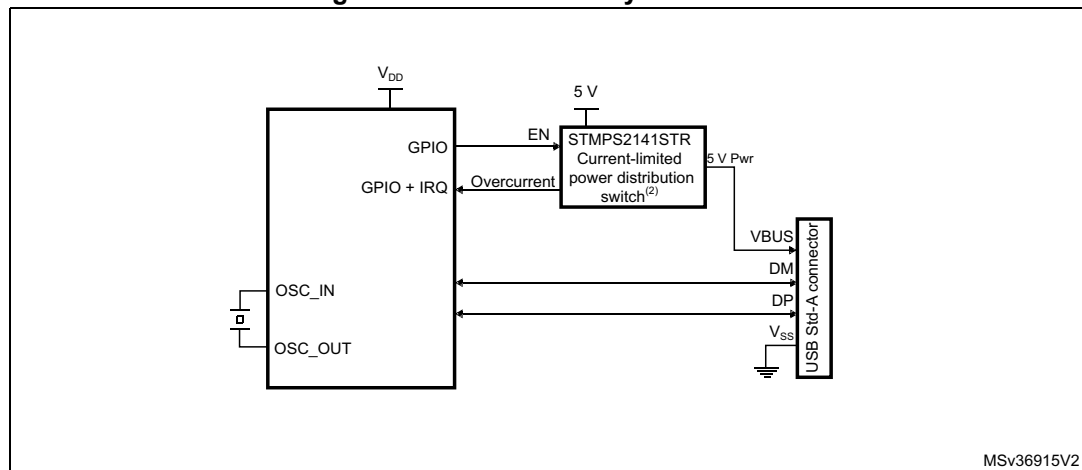 V_DD
5 V
GPIO
EN
STMPS2141STR
Current-limited
power distribution
switch(2)
5 V Pwr
GPIO + IRQ
Overcurrent
VBUS
DM
OSC_IN
DP
V_SS
OSC_OUT
USB Std-A connector
MSv36915V2